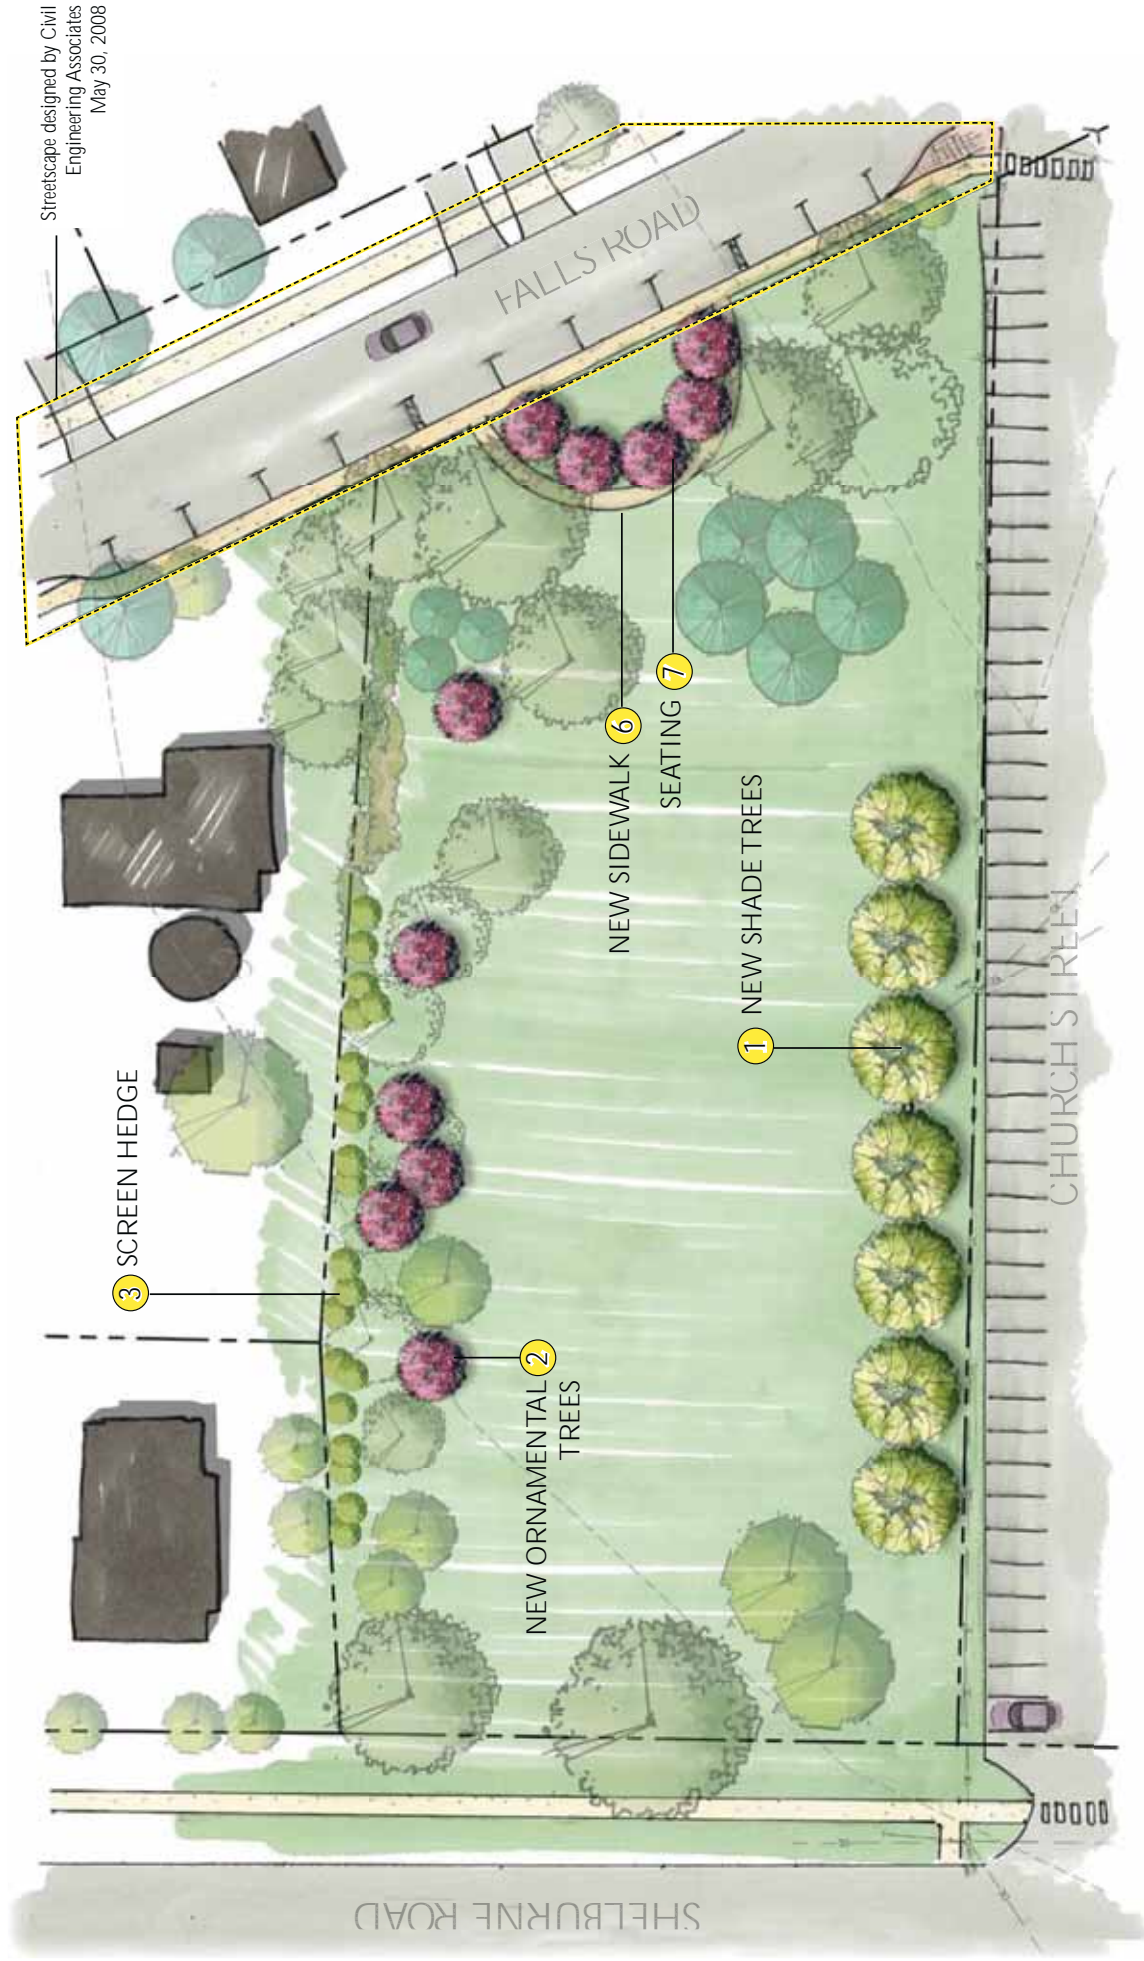 Streetscape designed by Civil
Engineering Associates
May 30, 2008
FALLS ROAD
3 SCREEN HEDGE
NEW SIDEWALK 6
SEATING 7
1 NEW SHADE TREES
NEW ORNAMENTAL 2
TREES
CHURCH STREET
SHELBURNE ROAD